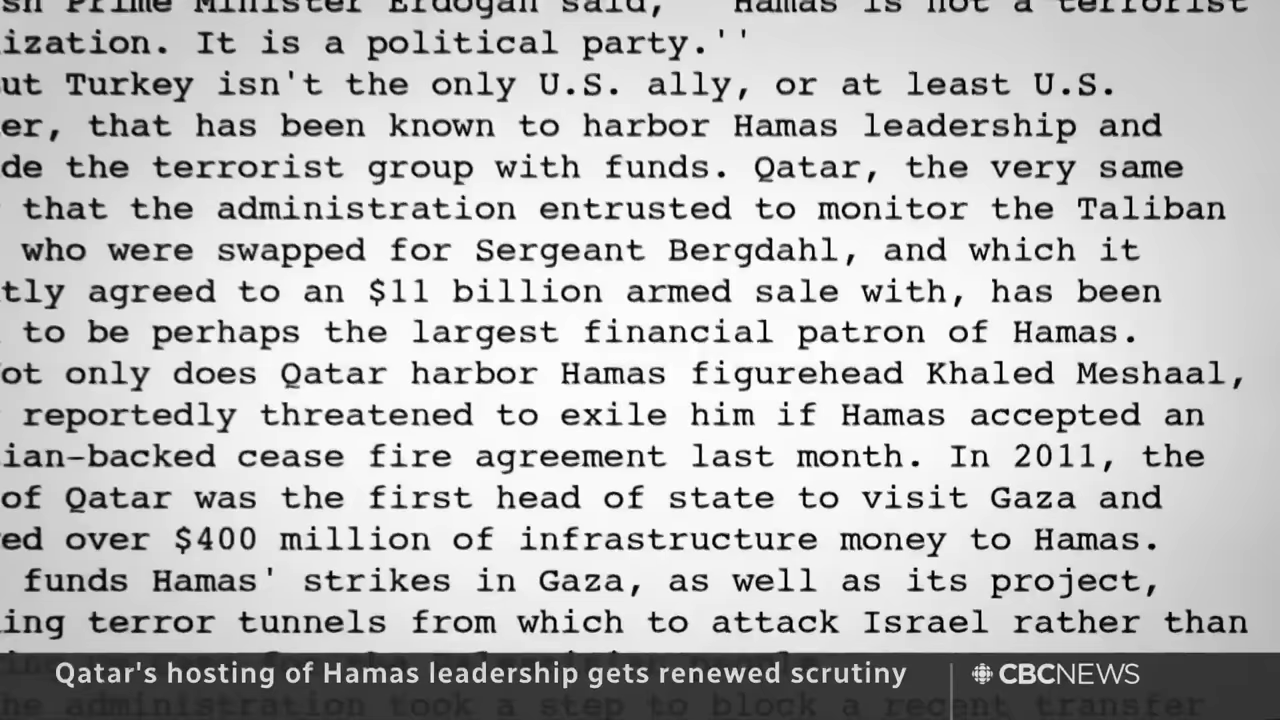 sh Prime Minister Erdogan said, ``Hamas is not a terrorist
ization. It is a political party.''
ut Turkey isn't the only U.S. ally, or at least U.S.
er, that has been known to harbor Hamas leadership and
de the terrorist group with funds. Qatar, the very same
that the administration entrusted to monitor the Taliban
who were swapped for Sergeant Bergdahl, and which it
tly agreed to an $11 billion armed sale with, has been
to be perhaps the largest financial patron of Hamas.
ot only does Qatar harbor Hamas figurehead Khaled Meshaal,
reportedly threatened to exile him if Hamas accepted an
ian-backed cease fire agreement last month. In 2011, the
of Qatar was the first head of state to visit Gaza and
ed over $400 million of infrastructure money to Hamas.
funds Hamas' strikes in Gaza, as well as its project,
ing terror tunnels from which to attack Israel rather than
Qatar's hosting of Hamas leadership gets renewed scrutiny
CBCNEWS
he administration took a step to block a recent transfer